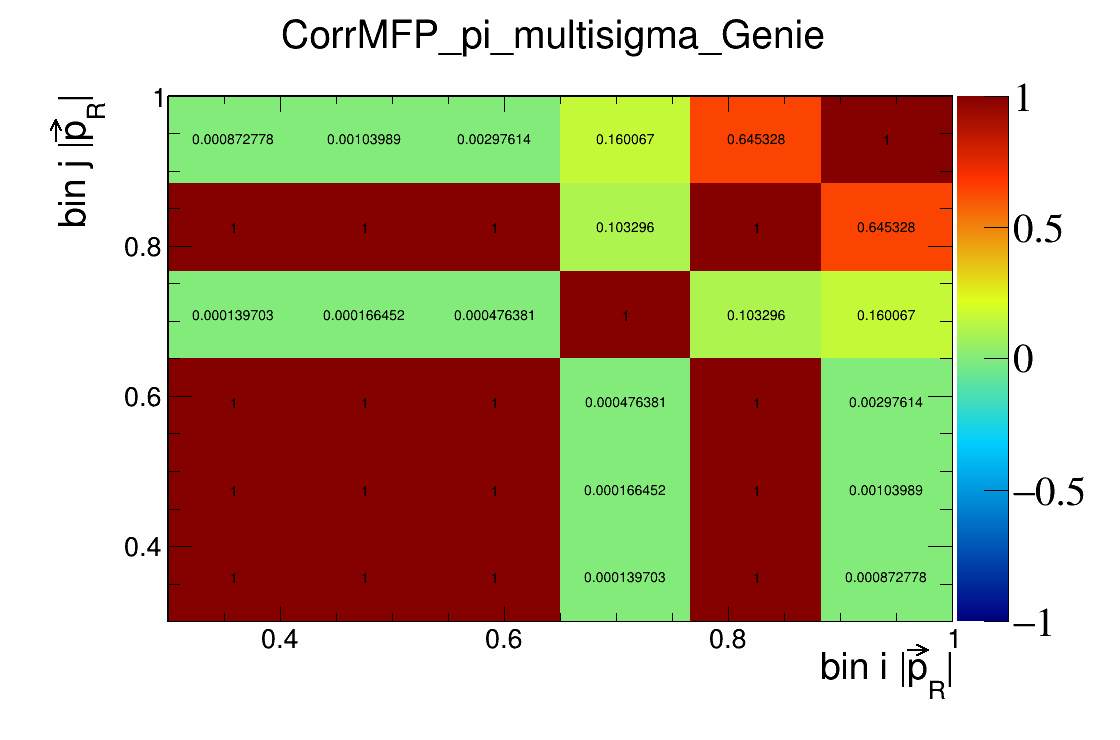 CorrMFP_pi_multisigma_Genie
bin j |p⃗_R|
1
0.8
0.6
0.4
0.000872778 0.00103989 0.00297614 0.160067 0.645328 1
1 1 1 0.103296 1 0.645328
0.000139703 0.000166452 0.000476381 1 0.103296 0.160067
1 1 1 0.000476381 1 0.00297614
1 1 1 0.000166452 1 0.00103989
1 1 1 0.000139703 1 0.000872778
0.4 0.6 0.8 1
bin i |p⃗_R|
1
0.5
0
−0.5
−1